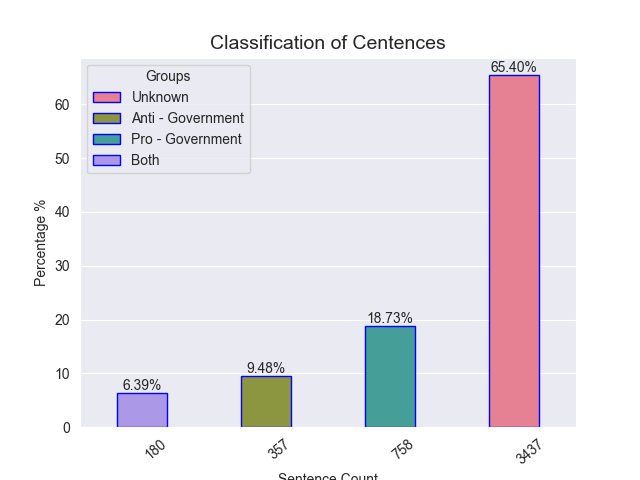 Classification of Centences
65.40%
Groups
Unknown
Anti - Government
Pro - Government
Both
60
50
40
30
20
10
0
Percentage %
18.73%
9.48%
6.39%
180
357
758
3437
Sentence Count